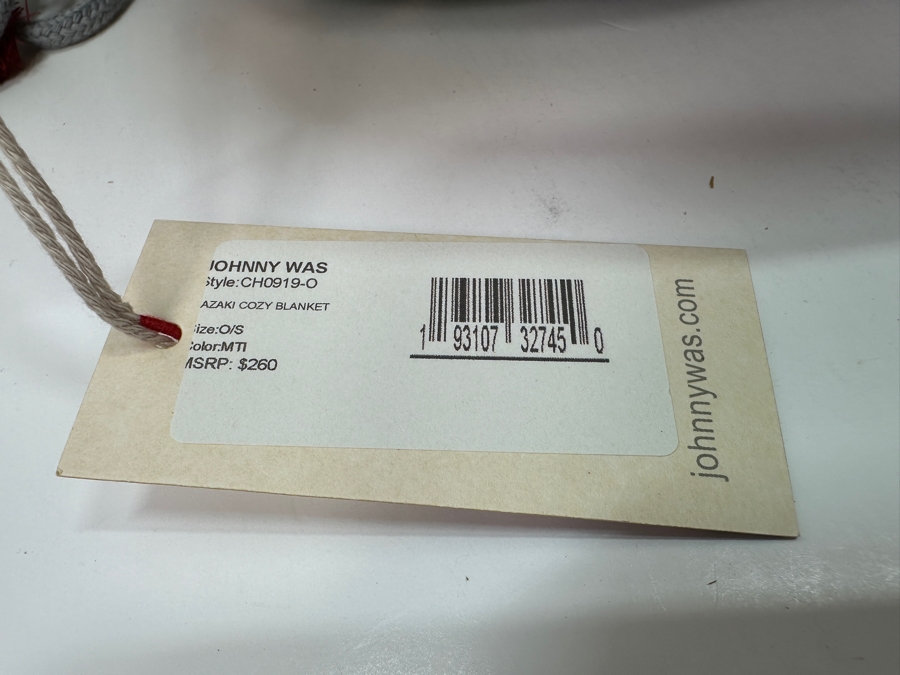 JOHNNY WAS
Style:CH0919-O
AZAKI COZY BLANKET
Size:O/S
Color:MTI
MSRP: $260
1 93107 32745 0
johnnywas.com